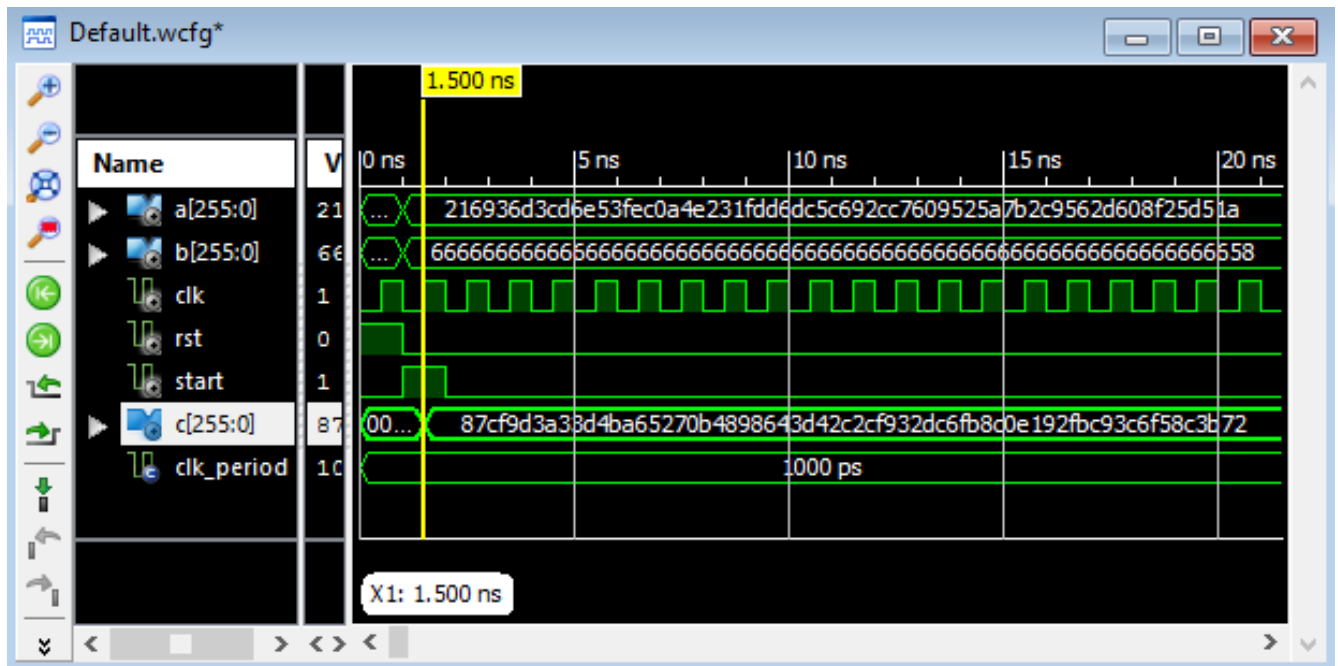 Default.wcfg*
1.500 ns
Name V 0 ns 5 ns 10 ns 15 ns 20 ns
a[255:0] 21 ... 216936d3cd6e53fec0a4e231fdd6dc5c692cc7609525a7b2c9562d608f25d51a
b[255:0] 66 ... 6666666666666666666666666666666666666666666666666666666666666658
clk 1
rst 0
start 1
c[255:0] 87 00... 87cf9d3a33d4ba65270b4898643d42c2cf932dc6fb8c0e192fbc93c6f58c3b72
clk_period 10 1000 ps
X1: 1.500 ns